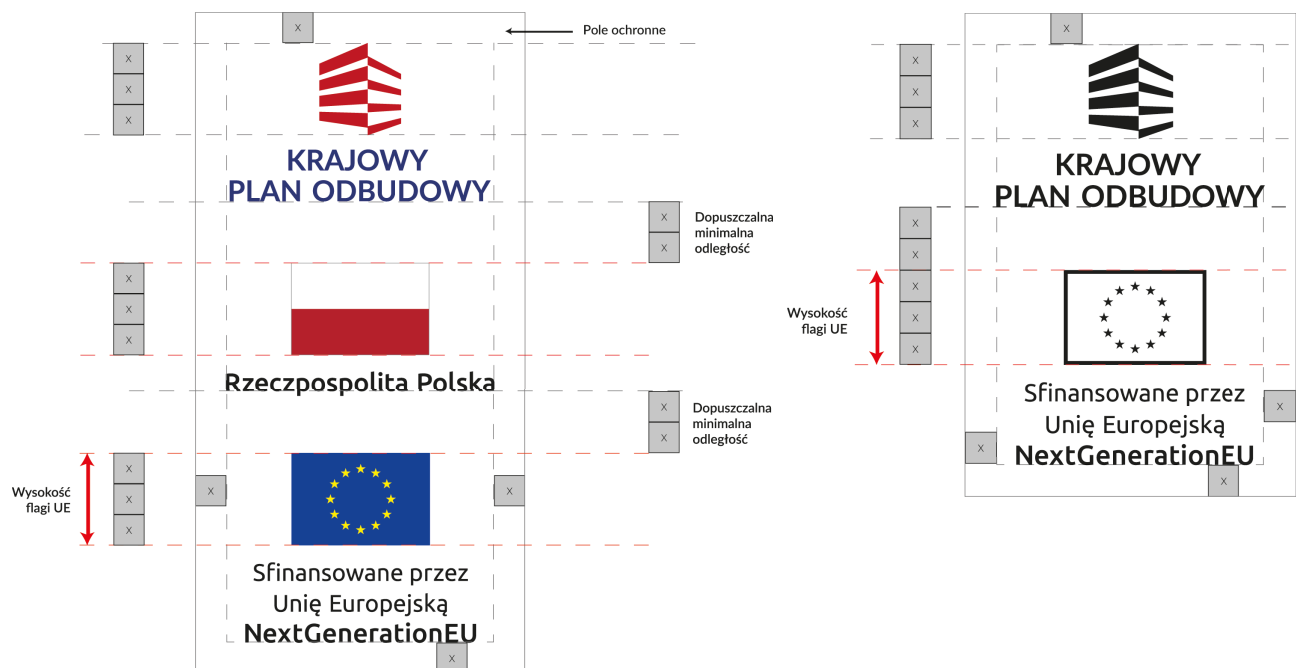 X
Pole ochronne
X
X
X
KRAJOWY
PLAN ODBUDOWY
X
X
Dopuszczalna
minimalna
odległość
X
X
X
Rzeczpospolita Polska
X
X
Dopuszczalna
minimalna
odległość
Wysokość
flagi UE
X
X
X
X
X
Sfinansowane przez
Unię Europejską
NextGenerationEU
X
X
X
X
X
KRAJOWY
PLAN ODBUDOWY
X
X
X
X
X
Wysokość
flagi UE
Sfinansowane przez
Unię Europejską
NextGenerationEU
X
X
X